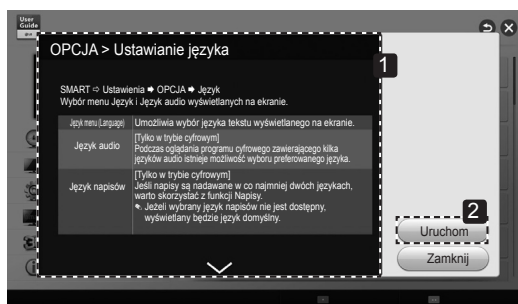 User
Guide
OPCJA > Ustawianie języka
1
SMART ⇨ Ustawienia ➡ OPCJA ➡ Język
Wybór menu Język i Język audio wyświetlanych na ekranie.
Język menu (Language) Umożliwia wybór języka tekstu wyświetlanego na ekranie.
Język audio
[Tylko w trybie cyfrowym]
Podczas oglądania programu cyfrowego zawierającego kilka
języków audio istnieje możliwość wyboru preferowanego języka.
Język napisów
[Tylko w trybie cyfrowym]
Jeśli napisy są nadawane w co najmniej dwóch językach,
warto skorzystać z funkcji Napisy.
Jeżeli wybrany język napisów nie jest dostępny,
wyświetlany będzie język domyślny.
2
Uruchom
Zamknij